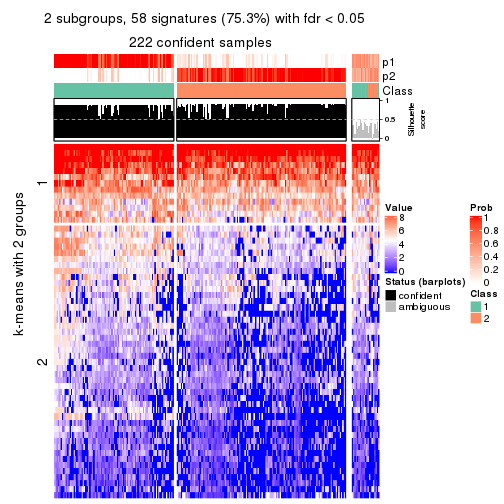 2 subgroups, 58 signatures (75.3%) with fdr < 0.05
222 confident samples
p1
p2
Class
1
0.5
0
Silhouette
score
k-means with 2 groups
1
2
Value
8
6
4
2
0
Prob
1
0.8
0.6
0.4
0.2
0
Status (barplots)
confident
ambiguous
Class
1
2